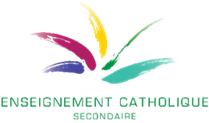 ENSEIGNEMENT CATHOLIQUE
SECONDAIRE